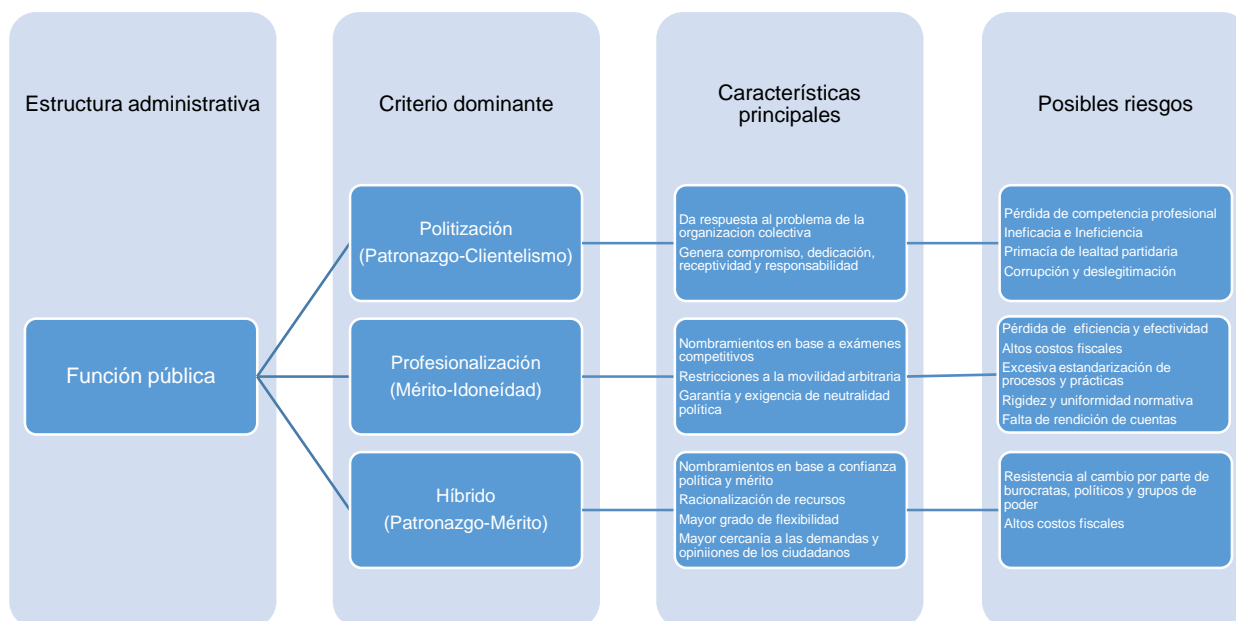 Estructura administrativa
Criterio dominante
Características
principales
Posibles riesgos
Función pública
Politización
(Patronazgo-Clientelismo)
Da respuesta al problema de la
organizacion colectiva
Genera compromiso, dedicación,
receptividad y responsabilidad
Pérdida de competencia profesional
Ineficacia e Ineficiencia
Primacía de lealtad partidaria
Corrupción y deslegitimación
Profesionalización
(Mérito-Idoneídad)
Nombramientos en base a exámenes
competitivos
Restricciones a la movilidad arbitraria
Garantía y exigencia de neutralidad
política
Pérdida de eficiencia y efectividad
Altos costos fiscales
Excesiva estandarización de
procesos y prácticas
Rigidez y uniformidad normativa
Falta de rendición de cuentas
Híbrido
(Patronazgo-Mérito)
Nombramientos en base a confianza
política y mérito
Racionalización de recursos
Mayor grado de flexibilidad
Mayor cercanía a las demandas y
opiniiones de los ciudadanos
Resistencia al cambio por parte de
burocratas, políticos y grupos de
poder
Altos costos fiscales